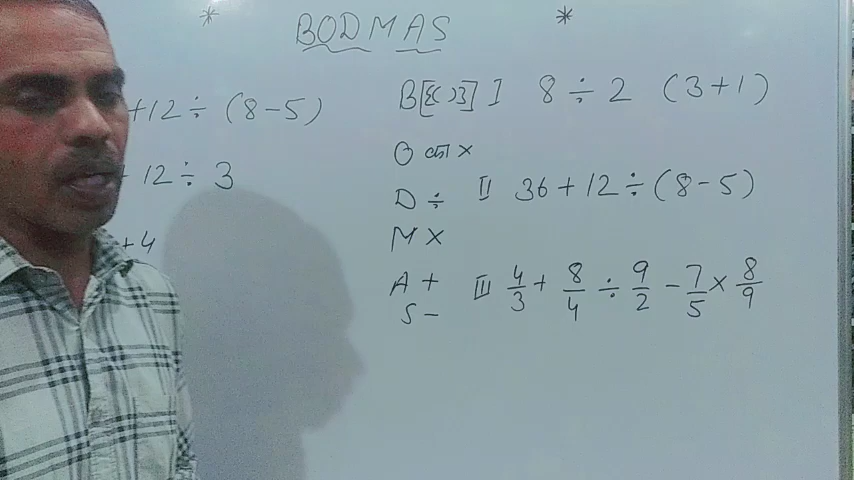 * BODMAS *
+12 ÷ (8-5)
12 ÷ 3
+4
B[{()}] I 8 ÷ 2 (3+1)
O का ×
D ÷ II 36 + 12 ÷ (8-5)
M ×
A + III 4/3 + 8/4 ÷ 9/2 - 7/5 × 8/9
S -